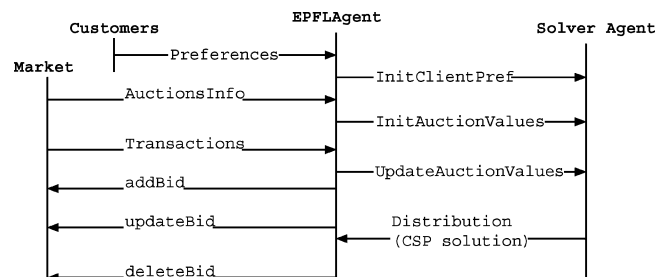 EPFLAgent
Customers
Solver Agent
Preferences
Market
InitClientPref
AuctionsInfo
InitAuctionValues
Transactions
UpdateAuctionValues
addBid
updateBid
Distribution
(CSP solution)
deleteBid